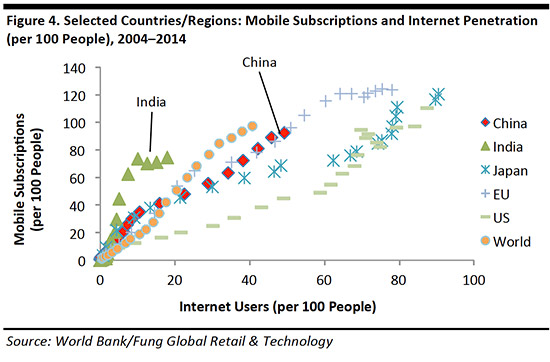 Figure 4. Selected Countries/Regions: Mobile Subscriptions and Internet Penetration
(per 100 People), 2004–2014
Mobile Subscriptions
(per 100 People)
140
120
100
80
60
40
20
0
0
20
40
60
80
100
Internet Users (per 100 People)
India
China
China
India
Japan
EU
US
World
Source: World Bank/Fung Global Retail & Technology